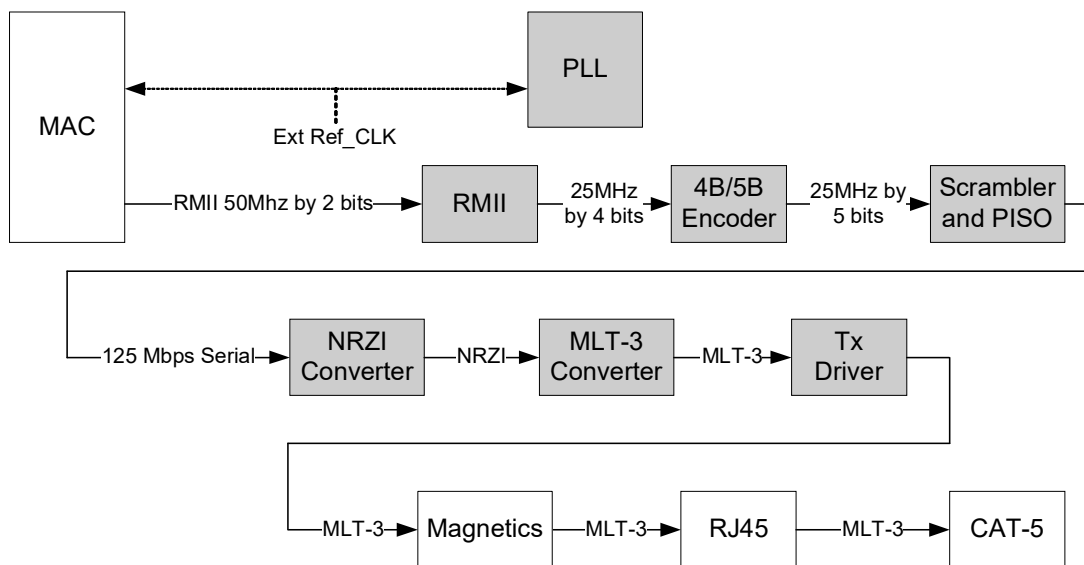 MAC
PLL
Ext Ref_CLK
RMII 50Mhz by 2 bits
RMII
25MHz
by 4 bits
4B/5B
Encoder
25MHz by
5 bits
Scrambler
and PISO
125 Mbps Serial
NRZI
Converter
NRZI
MLT-3
Converter
MLT-3
Tx
Driver
MLT-3
Magnetics
MLT-3
RJ45
MLT-3
CAT-5